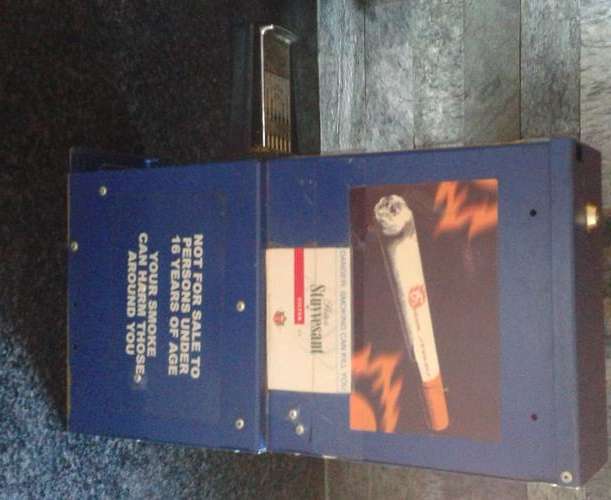 DANGER: SMOKING CAN KILL YOU
Peter
Stuyvesant
FILTER
NOT FOR SALE TO
PERSONS UNDER
16 YEARS OF AGE
YOUR SMOKE
CAN HARM THOSE
AROUND YOU